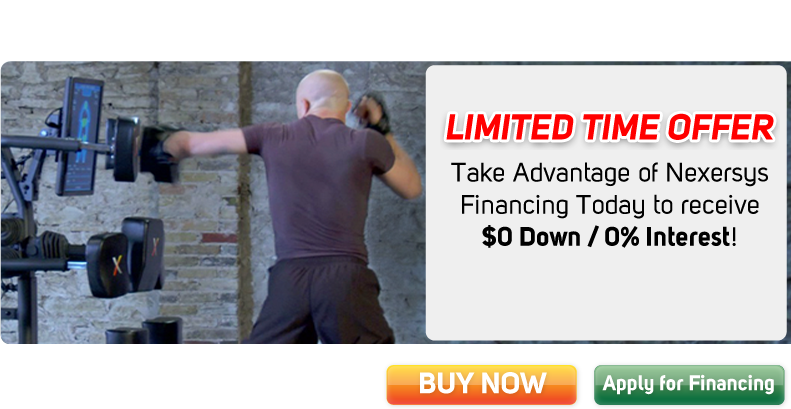 LIMITED TIME OFFER
Take Advantage of Nexersys
Financing Today to receive
$0 Down / 0% Interest!
X
X
BUY NOW
Apply for Financing